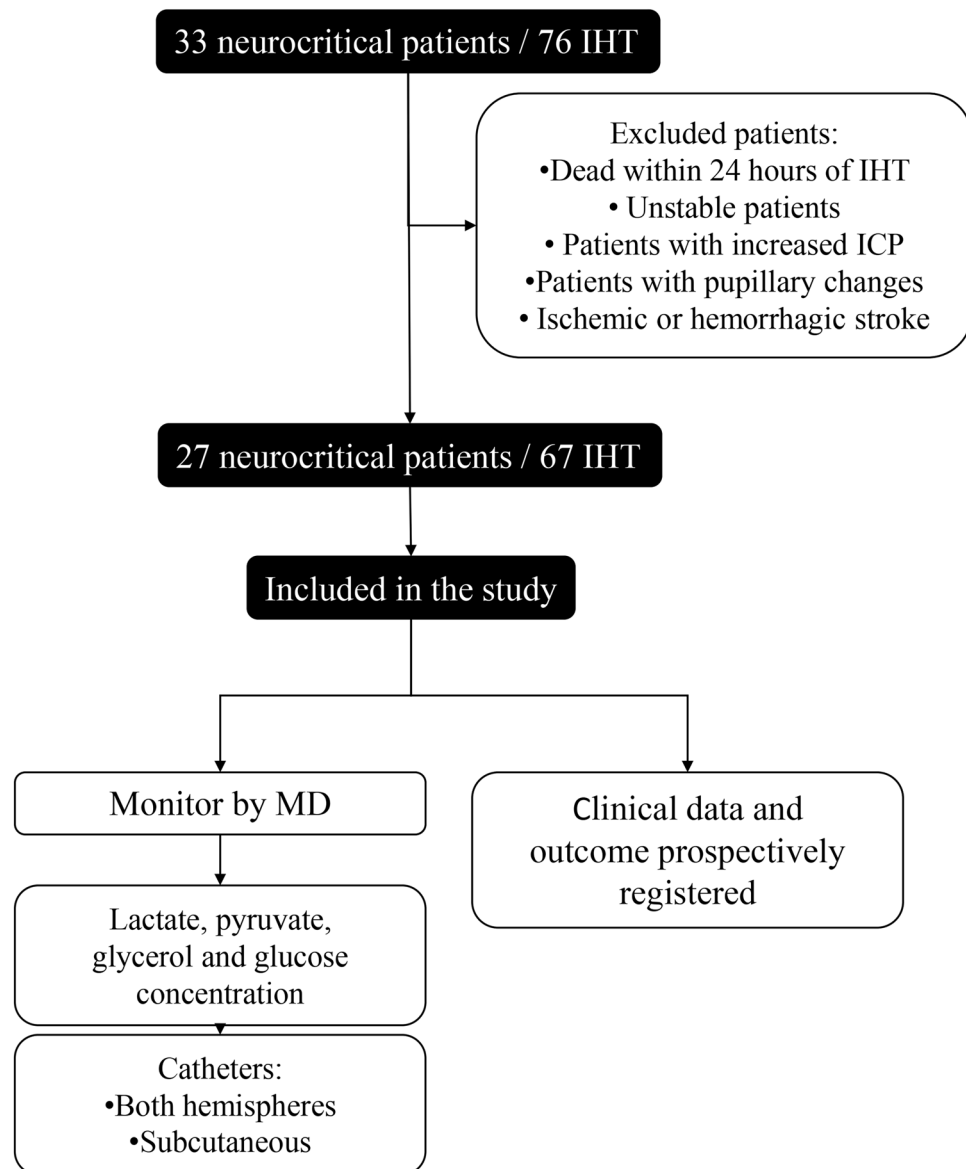 33 neurocritical patients / 76 IHT
Excluded patients:
•Dead within 24 hours of IHT
• Unstable patients
• Patients with increased ICP
•Patients with pupillary changes
• Ischemic or hemorrhagic stroke
27 neurocritical patients / 67 IHT
Included in the study
Monitor by MD
Clinical data and
outcome prospectively
registered
Lactate, pyruvate,
glycerol and glucose
concentration
Catheters:
•Both hemispheres
•Subcutaneous